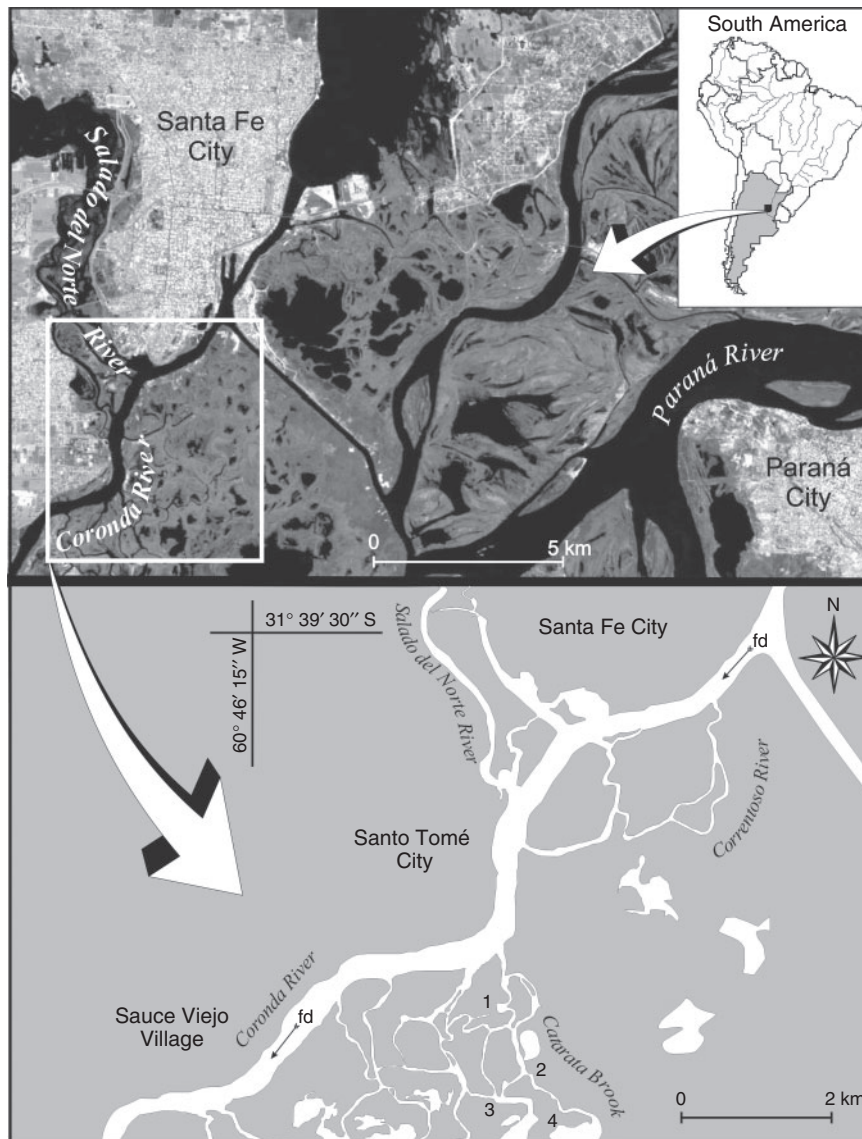 South America
Santa Fe
City
Salado del Norte
River
Paraná River
Paraná
City
Coronda River
0
5 km
31° 39′ 30′′ S
60° 46′ 15′′ W
Santa Fe City
N
fd
Salado del Norte River
Correntoso River
Santo Tomé
City
Coronda River
Sauce Viejo
Village
fd
1
Catarata Brook
2
3
4
0
2 km